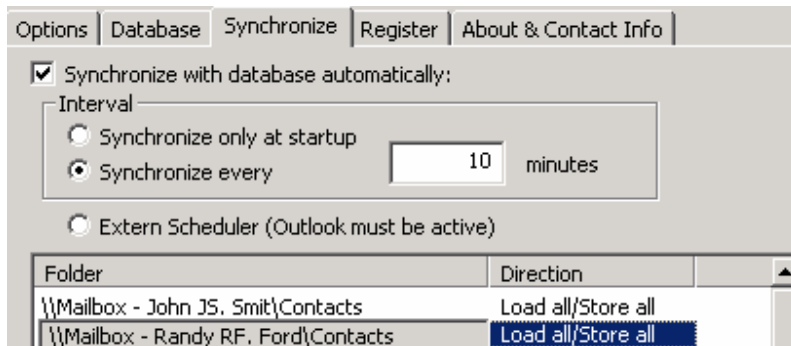 Options Database Synchronize Register About & Contact Info
Synchronize with database automatically:
Interval
Synchronize only at startup
Synchronize every 10 minutes
Extern Scheduler (Outlook must be active)
Folder Direction
\\Mailbox - John JS. Smit\Contacts Load all/Store all
\\Mailbox - Randy RF. Ford\Contacts Load all/Store all